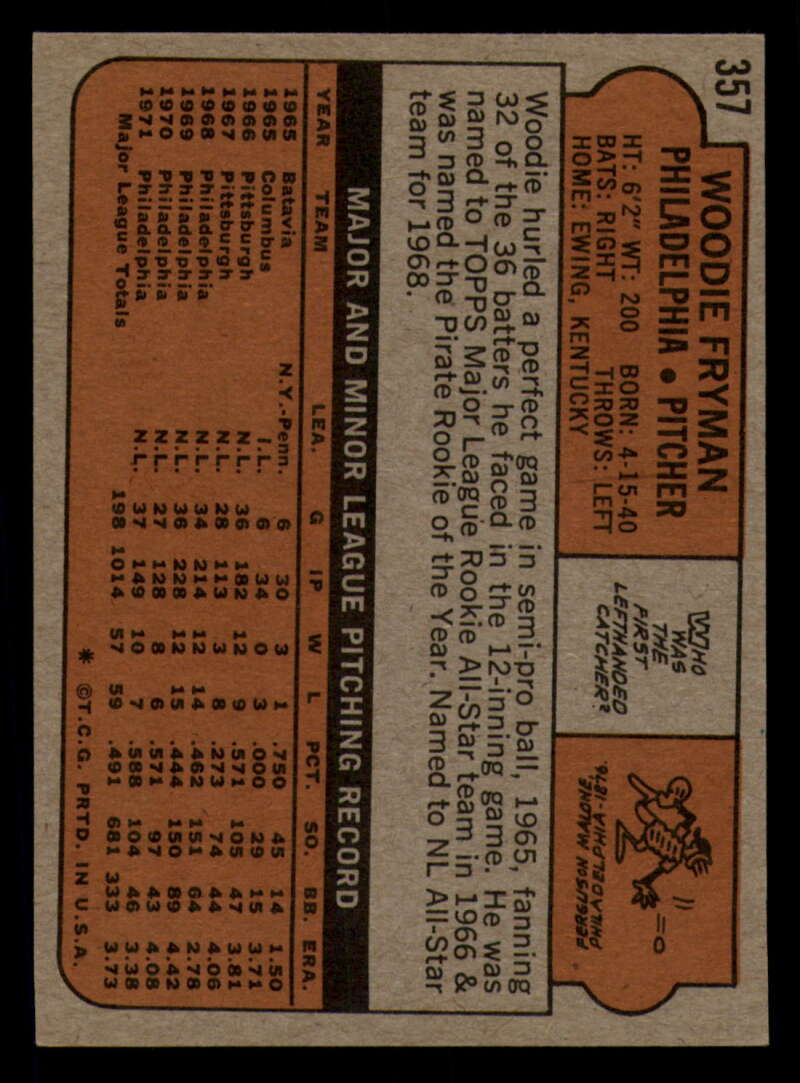 357
WOODIE FRYMAN
PHILADELPHIA • PITCHER
HT: 6'2" WT: 200 BORN: 4-15-40
BATS: RIGHT THROWS: LEFT
HOME: EWING, KENTUCKY
WHO
WAS
THE
FIRST
LEFTHANDED
CATCHER?
FERGUSON MALONE,
PHILADELPHIA-1876.
Woodie hurled a perfect game in semi-pro ball, 1965, fanning
32 of the 36 batters he faced in the 12-inning game. He was
named to TOPPS Major League Rookie All-Star team in 1966 &
was named the Pirate Rookie of the Year. Named to NL All-Star
team for 1968.
MAJOR AND MINOR LEAGUE PITCHING RECORD
YEAR TEAM LEA. G IP W L PCT. SO. BB. ERA.
1965 Batavia N.Y.-Penn. 6 30 3 1 .750 45 14 1.50
1965 Columbus I.L. 6 34 0 3 .000 29 15 3.71
1966 Pittsburgh N.L. 36 182 12 9 .571 105 47 3.81
1967 Pittsburgh N.L. 28 113 3 8 .273 74 44 4.06
1968 Philadelphia N.L. 34 214 12 14 .462 151 64 2.78
1969 Philadelphia N.L. 36 228 12 15 .444 150 89 4.42
1970 Philadelphia N.L. 27 128 8 6 .571 97 43 4.08
1971 Philadelphia N.L. 37 149 10 7 .588 104 46 3.38
Major League Totals 198 1014 57 59 .491 681 333 3.73
* ©T.C.G. PRTD. IN U.S.A.